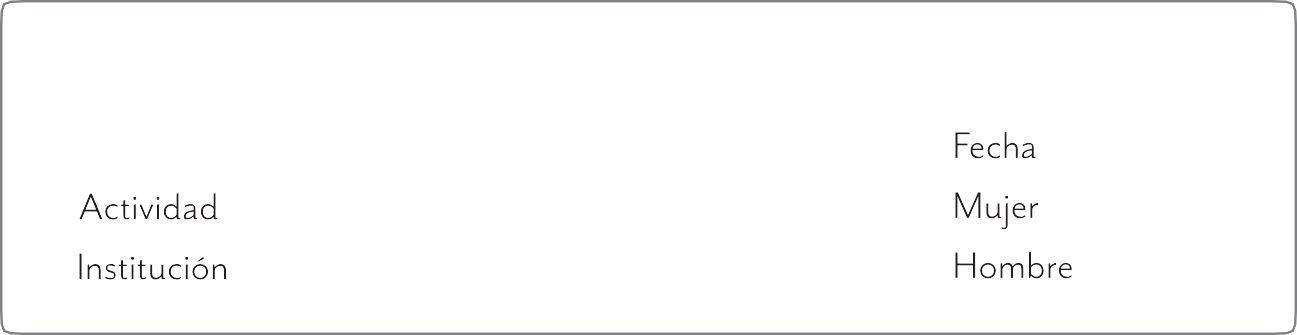 Fecha
Actividad
Mujer
Institución
Hombre